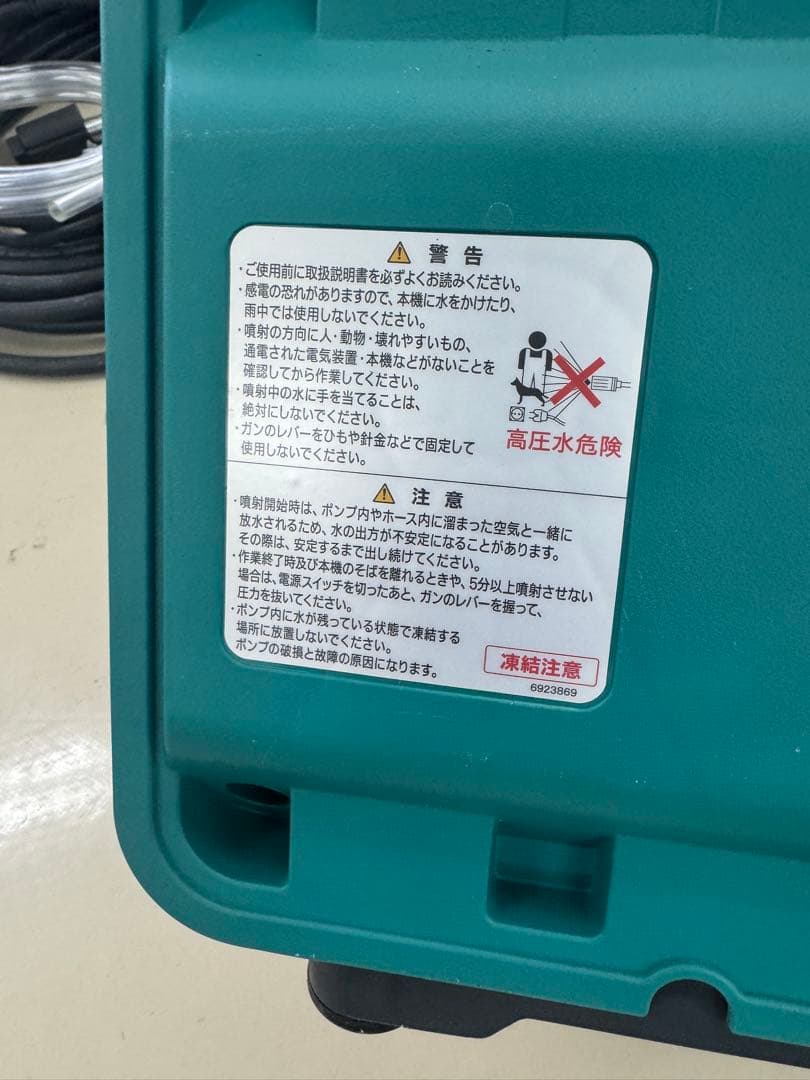 ⚠ 警告
・ご使用前に取扱説明書を必ずよくお読みください。
・感電の恐れがありますので、本機に水をかけたり、
雨中では使用しないでください。
・噴射の方向に人・動物・壊れやすいもの、
通電された電気装置・本機などがないことを
確認してから作業してください。
・噴射中の水に手を当てることは、
絶対にしないでください。
・ガンのレバーをひもや針金などで固定して
使用しないでください。
高圧水危険
⚠ 注意
・噴射開始時は、ポンプ内やホース内に溜まった空気と一緒に
放水されるため、水の出方が不安定になることがあります。
その際は、安定するまで出し続けてください。
・作業終了時及び本機のそばを離れるときや、5分以上噴射させない
場合は、電源スイッチを切ったあと、ガンのレバーを握って、
圧力を抜いてください。
・ポンプ内に水が残っている状態で凍結する
場所に放置しないでください。
ポンプの破損と故障の原因になります。
凍結注意
6923869